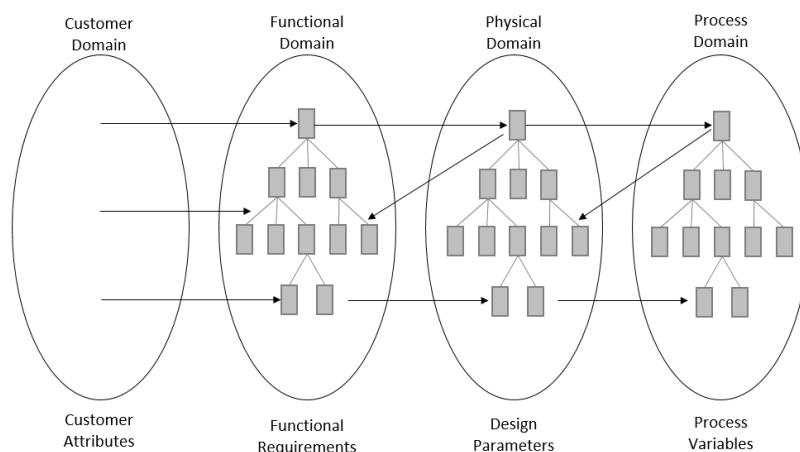 Customer
Domain
Functional
Domain
Physical
Domain
Process
Domain
Customer
Attributes
Functional
Requirements
Design
Parameters
Process
Variables